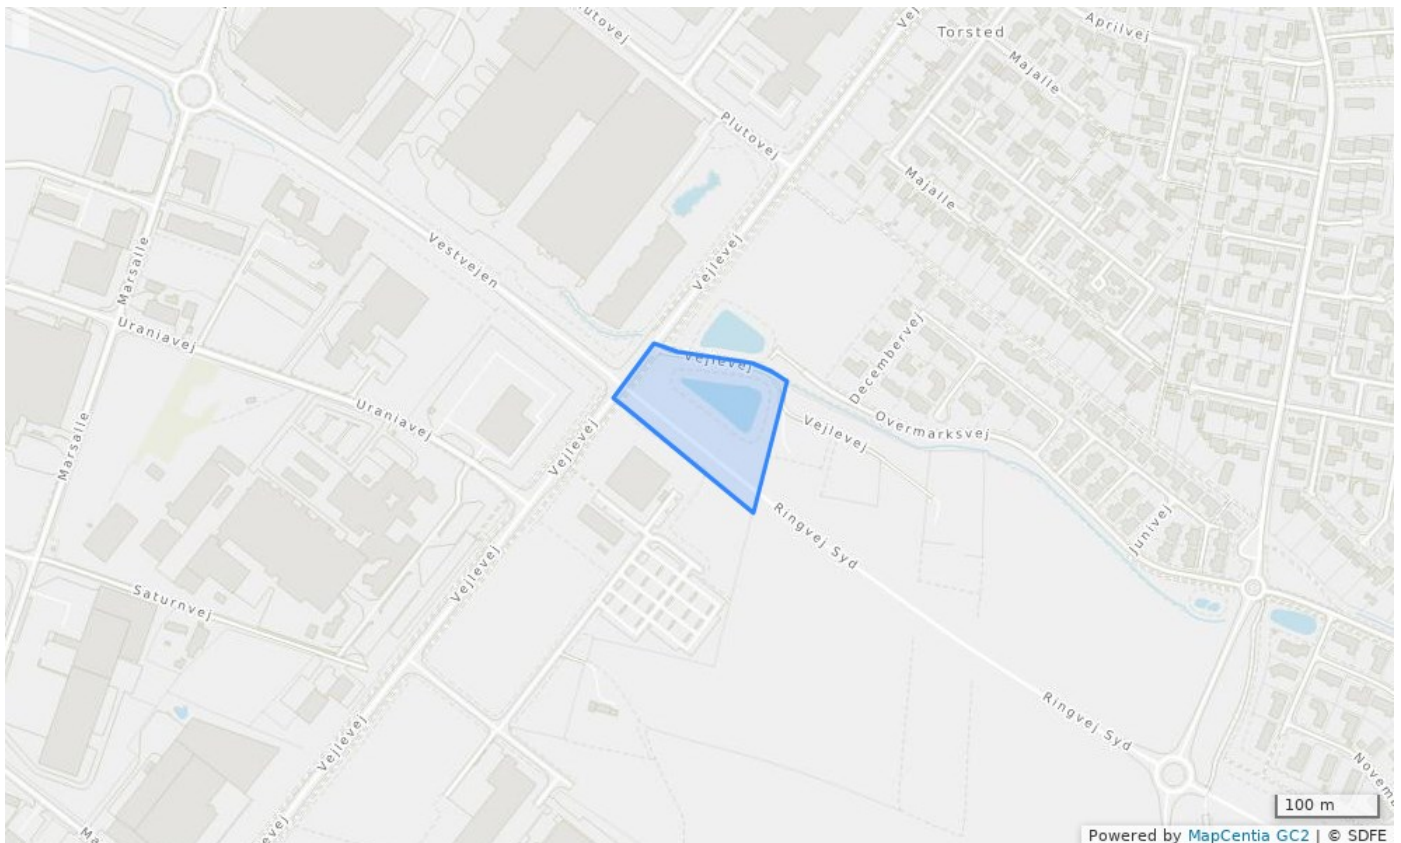 Vej
Aprilvej
Torsted
Majalle
Plutovej
Majalle
Marsalle
Vestvejen
Vejlevej
Uraniavej
Decembervej
Vejlevej
Uraniavej
Vejlevej
Overmarksvej
Vejlevej
Marsalle
Ringvej Syd
Junivej
Vejlevej
Saturnvej
Ringvej Syd
Vejlevej
100 m
Powered by MapCentia GC2 | © SDFE